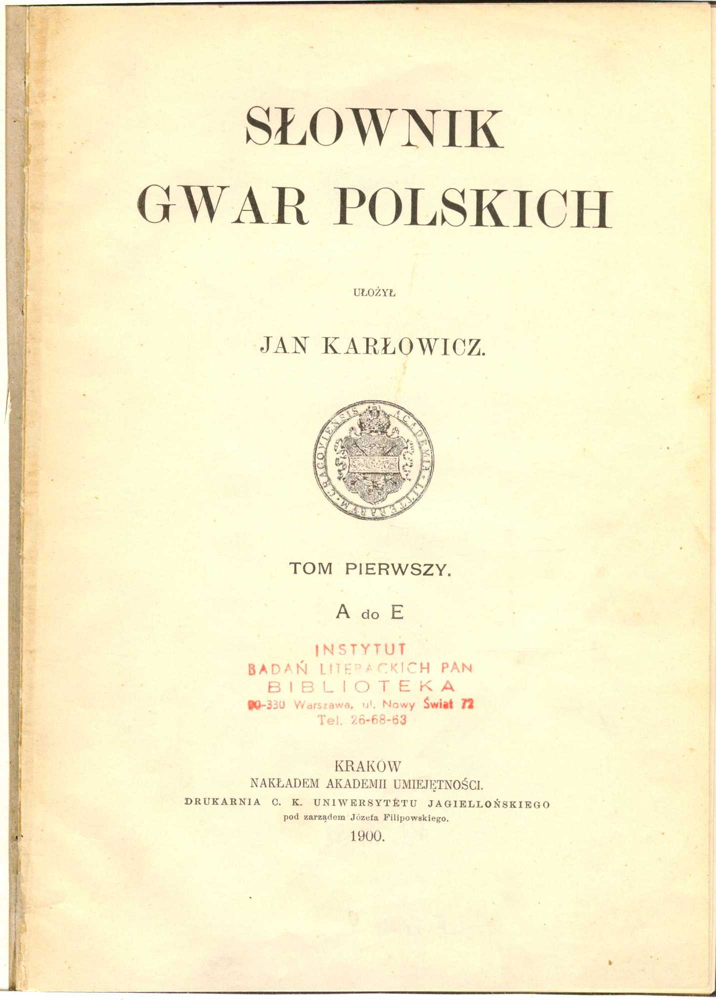 SŁOWNIK
GWAR POLSKICH
UŁOŻYŁ
JAN KARŁOWICZ.
ACADEMIA · LITTERARVM · CRACOVIENSIS
TOM PIERWSZY.
A do E
INSTYTUT
BADAŃ LITERACKICH PAN
BIBLIOTEKA
00-330 Warszawa, ul. Nowy Świat 72
Tel. 26-68-63
KRAKÓW
NAKŁADEM AKADEMII UMIEJĘTNOŚCI.
DRUKARNIA C. K. UNIWERSYTETU JAGIELLOŃSKIEGO
pod zarządem Józefa Filipowskiego.
1900.